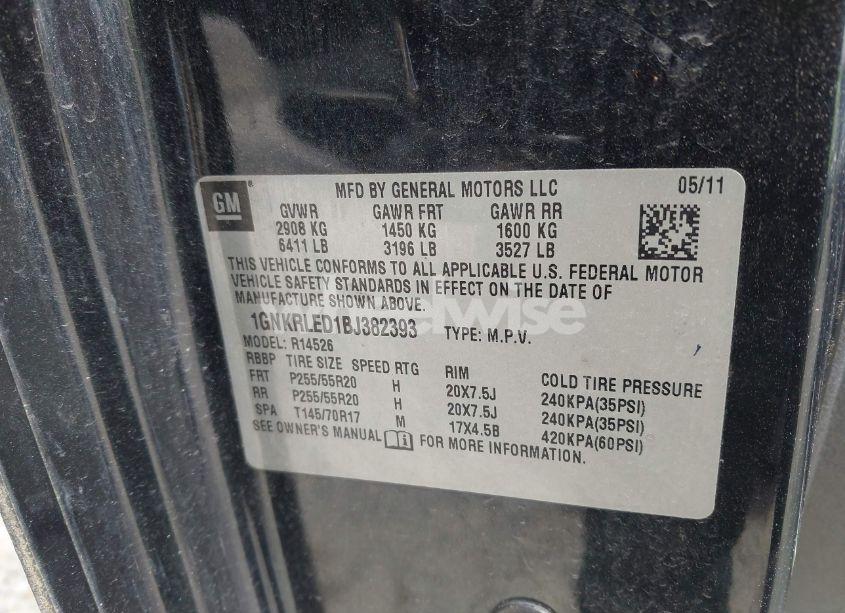 GM
MFD BY GENERAL MOTORS LLC 05/11
GVWR GAWR FRT GAWR RR
2908 KG 1450 KG 1600 KG
6411 LB 3196 LB 3527 LB
THIS VEHICLE CONFORMS TO ALL APPLICABLE U.S. FEDERAL MOTOR
VEHICLE SAFETY STANDARDS IN EFFECT ON THE DATE OF
MANUFACTURE SHOWN ABOVE.
1GNKRLED1BJ382393 TYPE: M.P.V.
MODEL: R14526
RBBP TIRE SIZE SPEED RTG RIM COLD TIRE PRESSURE
FRT P255/55R20 H 20X7.5J 240KPA(35PSI)
RR P255/55R20 H 20X7.5J 240KPA(35PSI)
SPA T145/70R17 M 17X4.5B 420KPA(60PSI)
SEE OWNER'S MANUAL FOR MORE INFORMATION.